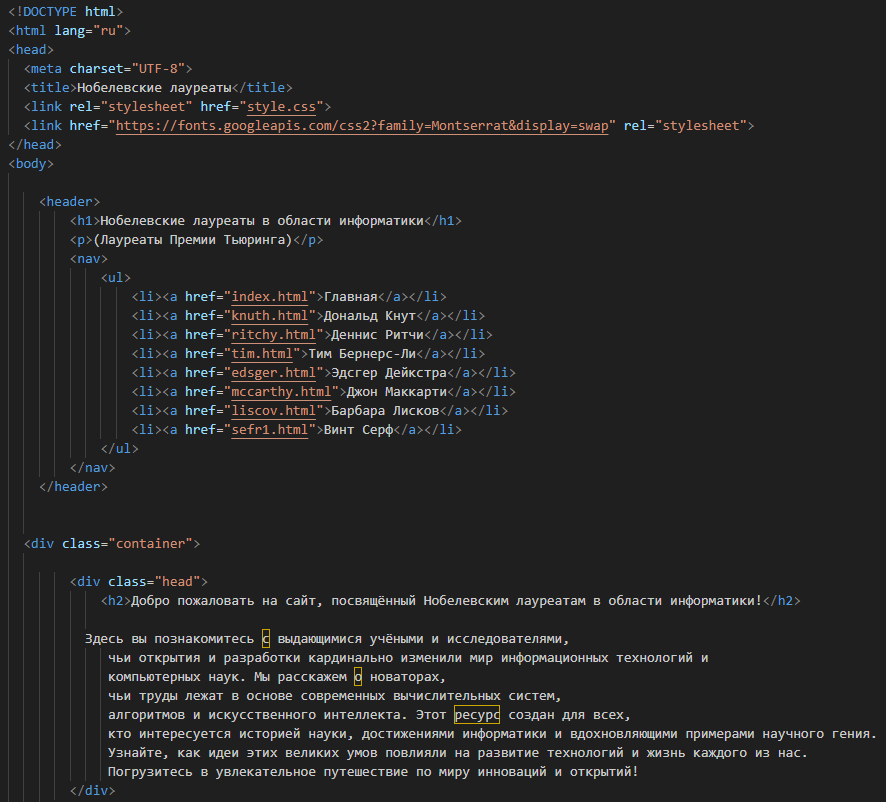 <!DOCTYPE html>
<html lang="ru">
<head>
<meta charset="UTF-8">
<title>Нобелевские лауреаты</title>
<link rel="stylesheet" href="style.css">
<link href="https://fonts.googleapis.com/css2?family=Montserrat&display=swap" rel="stylesheet">
</head>
<body>
<header>
<h1>Нобелевские лауреаты в области информатики</h1>
<p>(Лауреаты Премии Тьюринга)</p>
<nav>
<ul>
<li><a href="index.html">Главная</a></li>
<li><a href="knuth.html">Дональд Кнут</a></li>
<li><a href="ritchy.html">Деннис Ритчи</a></li>
<li><a href="tim.html">Тим Бернерс-Ли</a></li>
<li><a href="edsger.html">Эдсгер Дейкстра</a></li>
<li><a href="mccarthy.html">Джон Маккарти</a></li>
<li><a href="liscov.html">Барбара Лисков</a></li>
<li><a href="sefr1.html">Винт Серф</a></li>
</ul>
</nav>
</header>
<div class="container">
<div class="head">
<h2>Добро пожаловать на сайт, посвящённый Нобелевским лауреатам в области информатики!</h2>
Здесь вы познакомитесь с выдающимися учёными и исследователями,
чьи открытия и разработки кардинально изменили мир информационных технологий и
компьютерных наук. Мы расскажем о новаторах,
чьи труды лежат в основе современных вычислительных систем,
алгоритмов и искусственного интеллекта. Этот ресурс создан для всех,
кто интересуется историей науки, достижениями информатики и вдохновляющими примерами научного гения.
Узнайте, как идеи этих великих умов повлияли на развитие технологий и жизнь каждого из нас.
Погрузитесь в увлекательное путешествие по миру инноваций и открытий!
</div>